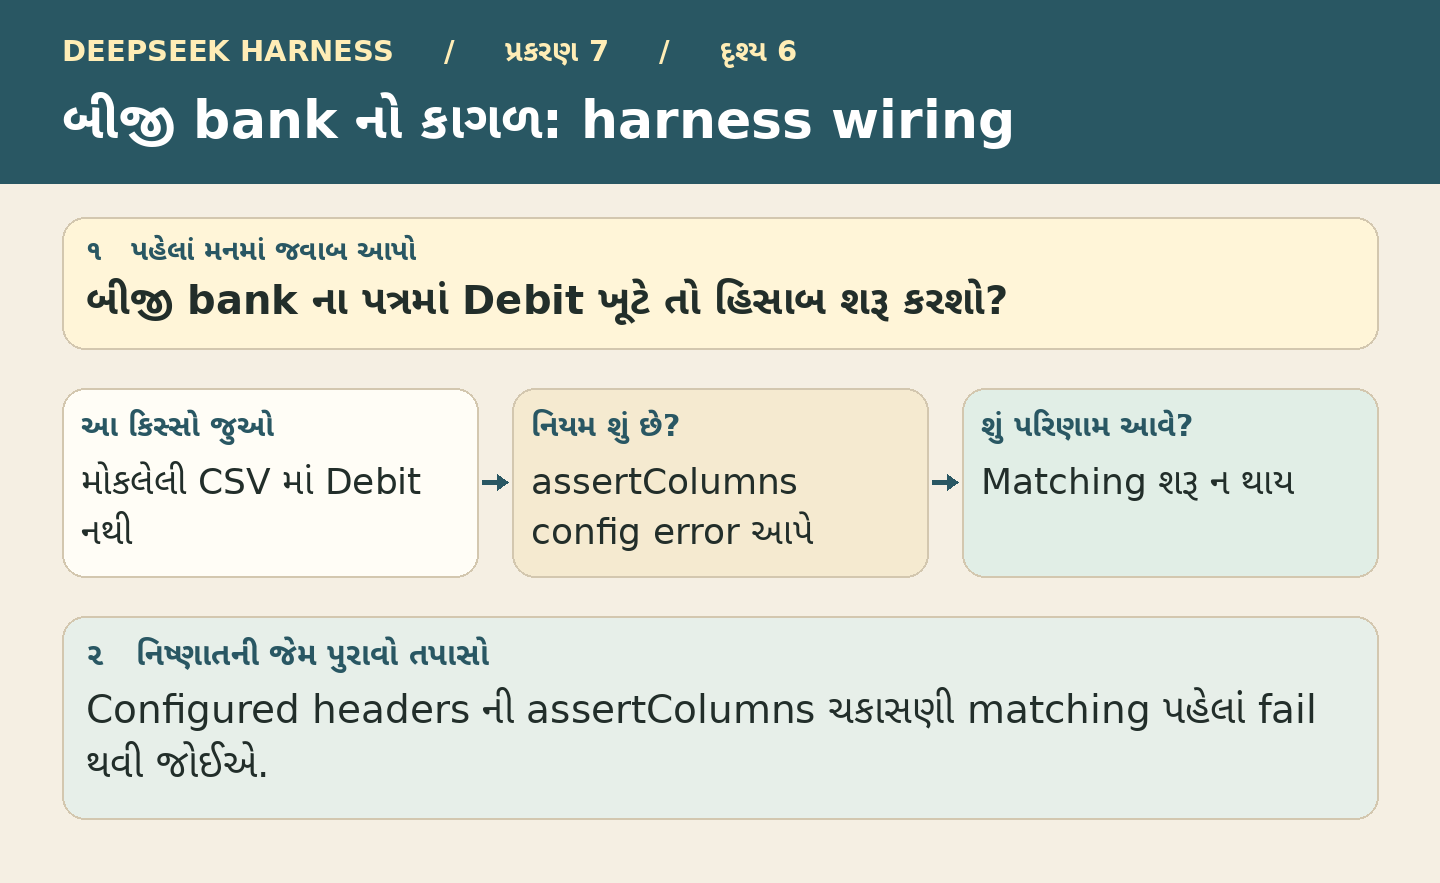 DEEPSEEK HARNESS / પ્રકરણ 7 / દૃશ્ય 6
બીજી bank નો કાગળ: harness wiring
૧ પહેલાં મનમાં જવાબ આપો
બીજી bank ના પત્રમાં Debit ખૂટે તો હિસાબ શરૂ કરશો?
આ કિસ્સો જુઓ
મોકલેલી CSV માં Debit
નથી
નિયમ શું છે?
assertColumns
config error આપે
શું પરિણામ આવે?
Matching શરૂ ન થાય
૨ નિષ્ણાતની જેમ પુરાવો તપાસો
Configured headers ની assertColumns ચકાસણી matching પહેલાં fail
થવી જોઈએ.